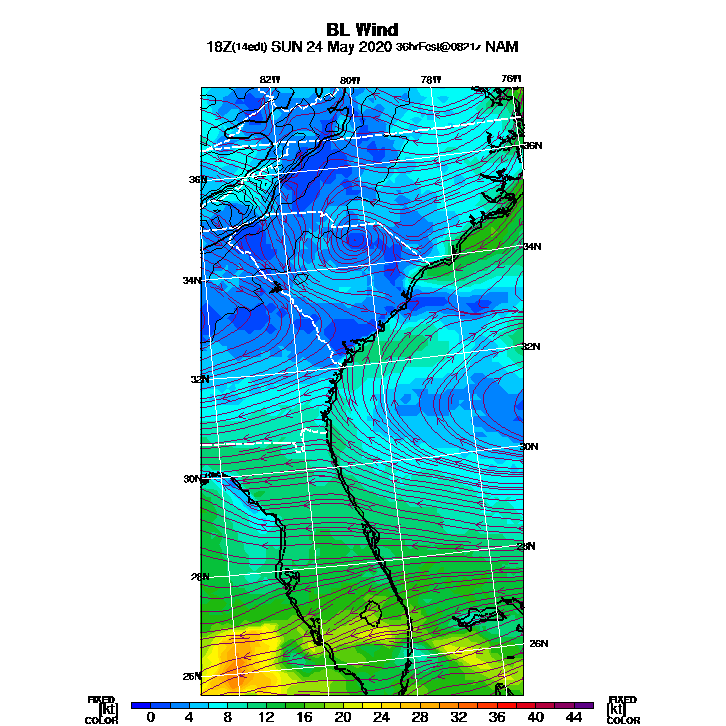 BL Wind
18Z(14edt) SUN 24 May 2020 36hrFcst@0821z NAM
82W 80W 78W 76W
36N
36N
34N
34N
32N
32N
30N
30N
28N
28N
26N
26N
FIXED FIXED
[kt] [kt]
COLOR COLOR
0 4 8 12 16 20 24 28 32 36 40 44